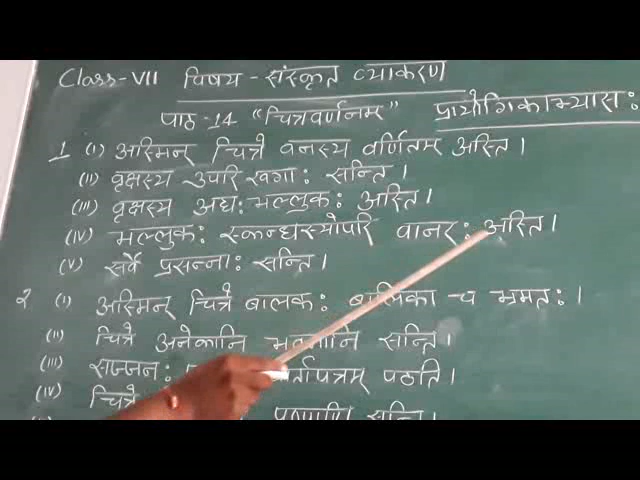 Class-VII विषय - संस्कृत व्याकरण
पाठ-14 "चित्रवर्णनम्" प्रायोगिकाभ्यास:
1 (I) अस्मिन् चित्रे वनस्य वर्णितम् अस्ति।
(II) वृक्षस्य उपरि खगा: सन्ति।
(III) वृक्षस्य अध: भल्लुक: अस्ति।
(IV) भल्लुक: स्कन्धस्योपरि वानर: अस्ति।
(V) सर्वे प्रसन्ना: सन्ति।
2 (I) अस्मिन् चित्रे बालक: बालिका च भ्रमत:।
(II) चित्रे अनेकानि सन्ति।
(III) सज्जन: पठति।
(IV) चित्रे
सन्ति।